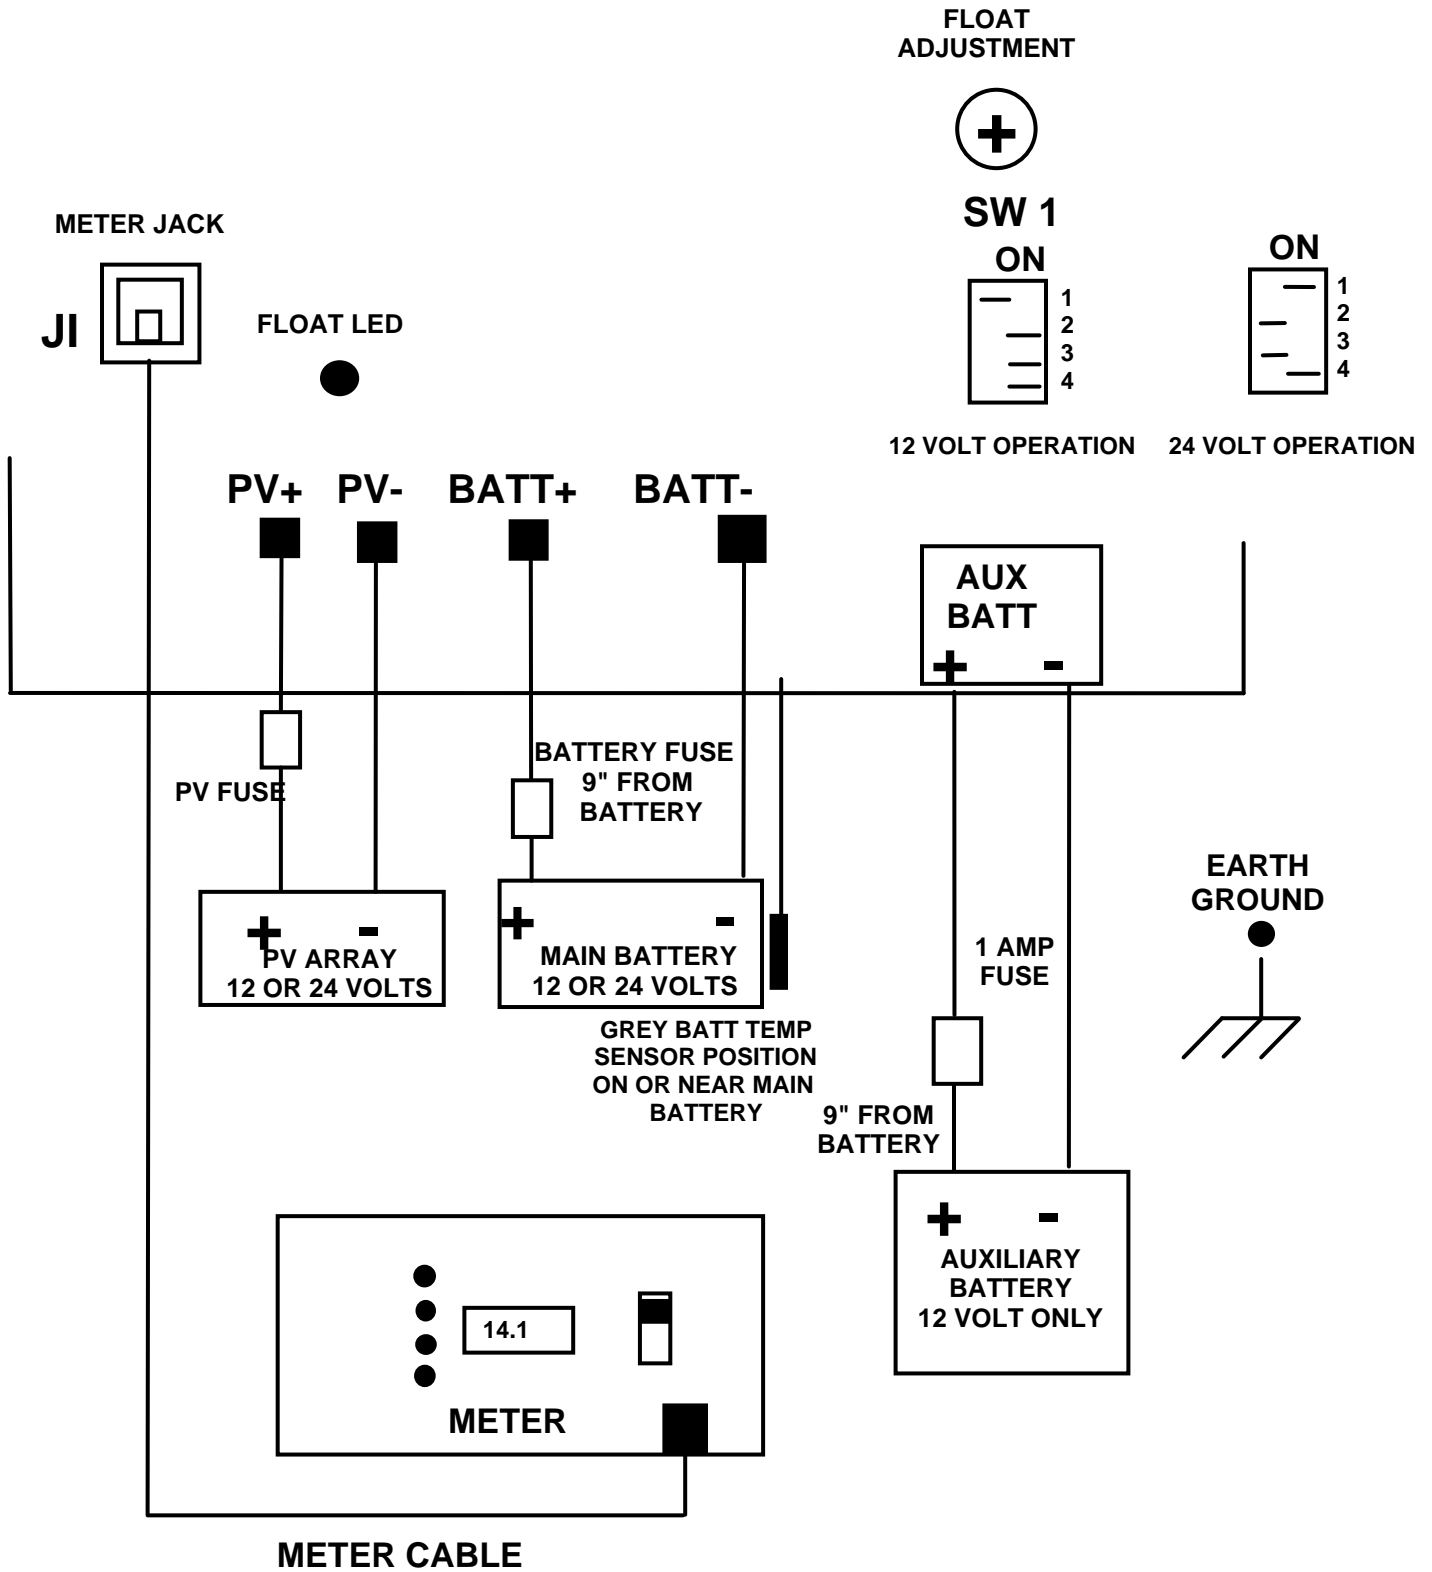 FLOAT
ADJUSTMENT
+
SW 1
METER JACK
ON
ON
JI
FLOAT LED
1
2
3
4
1
2
3
4
12 VOLT OPERATION
24 VOLT OPERATION
PV+
PV-
BATT+
BATT-
AUX
BATT
+ -
BATTERY FUSE
9" FROM
BATTERY
PV FUSE
EARTH
GROUND
+ -
PV ARRAY
12 OR 24 VOLTS
+ -
MAIN BATTERY
12 OR 24 VOLTS
1 AMP
FUSE
GREY BATT TEMP
SENSOR POSITION
ON OR NEAR MAIN
BATTERY
9" FROM
BATTERY
+ -
AUXILIARY
BATTERY
12 VOLT ONLY
14.1
METER
METER CABLE